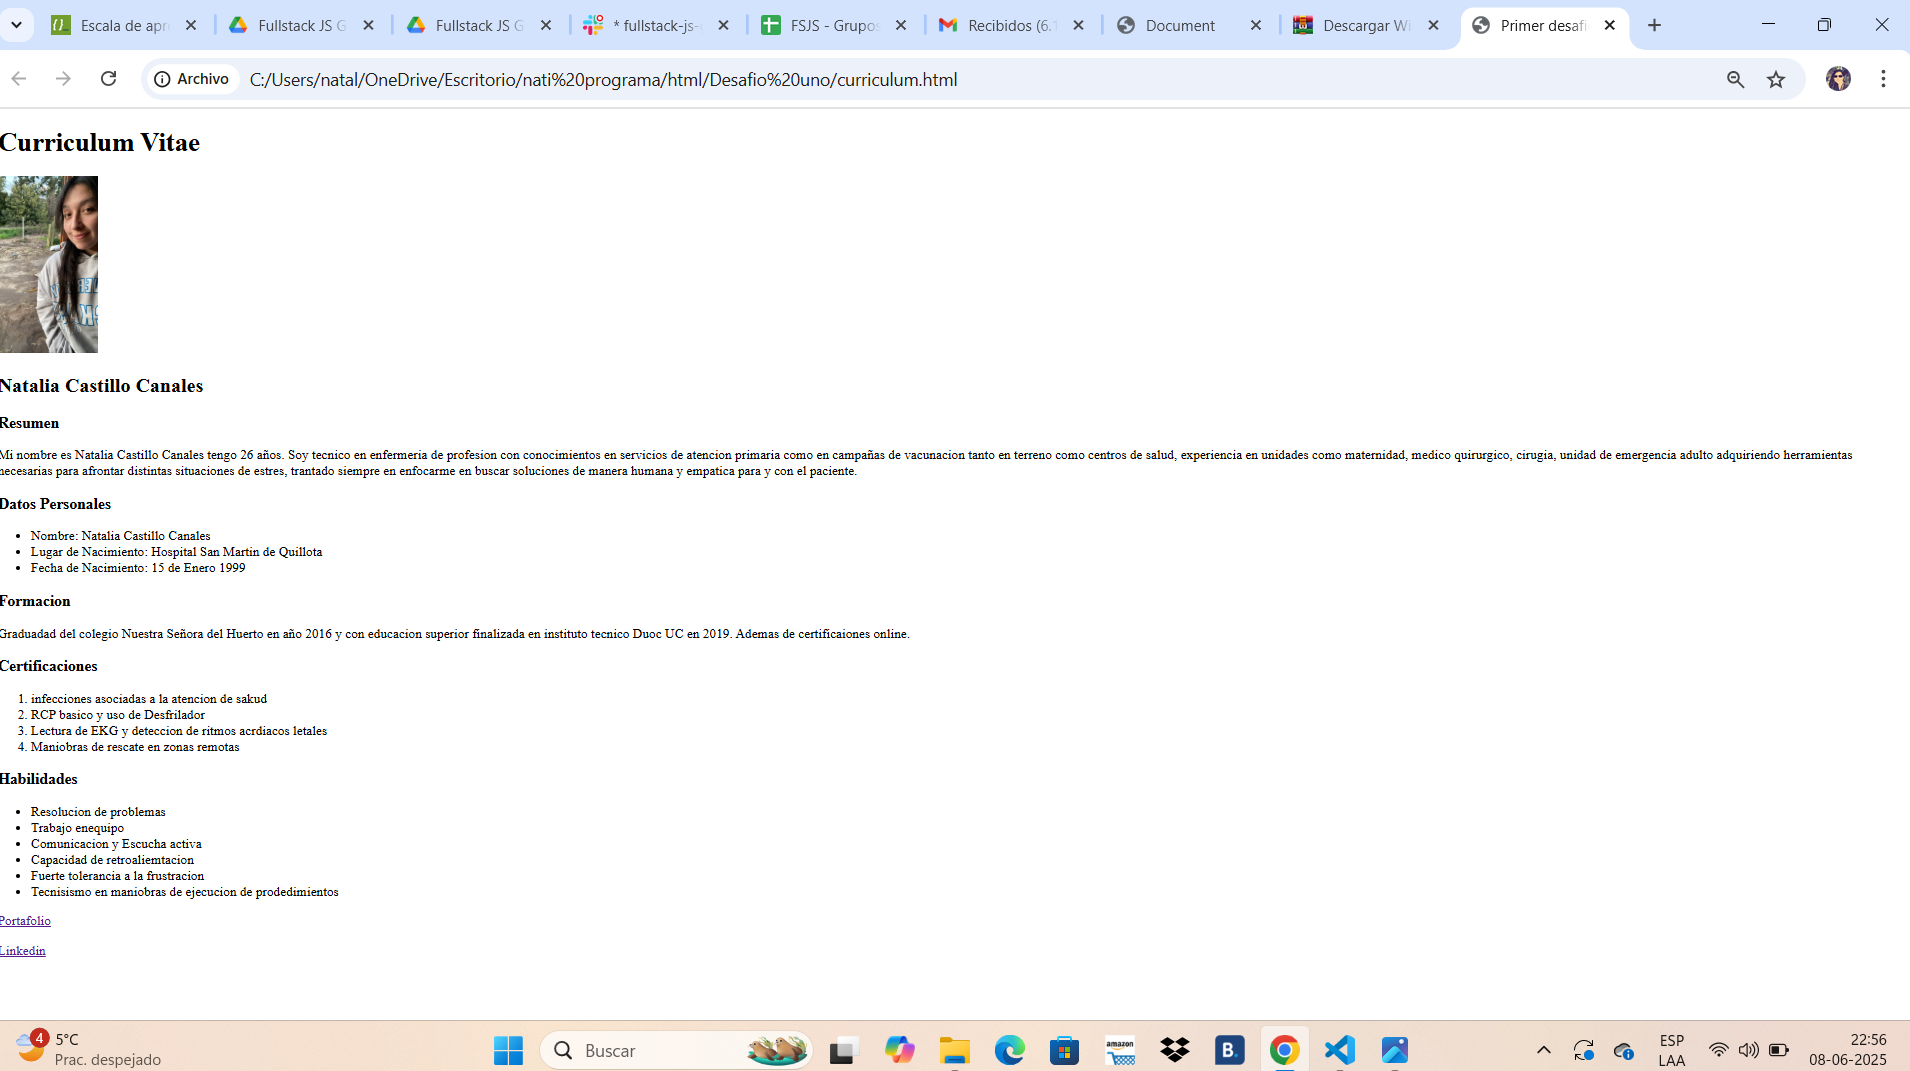 Escala de apr
Fullstack JS G
Fullstack JS G
* fullstack-js-
FSJS - Grupos
Recibidos (6.1
Document
Descargar Wi
Primer desafi
Archivo
C:/Users/natal/OneDrive/Escritorio/nati%20programa/html/Desafio%20uno/curriculum.html
Curriculum Vitae
Natalia Castillo Canales
Resumen
Mi nombre es Natalia Castillo Canales tengo 26 años. Soy tecnico en enfermeria de profesion con conocimientos en servicios de atencion primaria como en campañas de vacunacion tanto en terreno como centros de salud, experiencia en unidades como maternidad, medico quirurgico, cirugia, unidad de emergencia adulto adquiriendo herramientas
necesarias para afrontar distintas situaciones de estres, trantado siempre en enfocarme en buscar soluciones de manera humana y empatica para y con el paciente.
Datos Personales
• Nombre: Natalia Castillo Canales
• Lugar de Nacimiento: Hospital San Martin de Quillota
• Fecha de Nacimiento: 15 de Enero 1999
Formacion
Graduadad del colegio Nuestra Señora del Huerto en año 2016 y con educacion superior finalizada en instituto tecnico Duoc UC en 2019. Ademas de certificaiones online.
Certificaciones
1. infecciones asociadas a la atencion de sakud
2. RCP basico y uso de Desfrilador
3. Lectura de EKG y deteccion de ritmos acrdiacos letales
4. Maniobras de rescate en zonas remotas
Habilidades
• Resolucion de problemas
• Trabajo enequipo
• Comunicacion y Escucha activa
• Capacidad de retroaliemtacion
• Fuerte tolerancia a la frustracion
• Tecnisismo en maniobras de ejecucion de prodedimientos
Portafolio
Linkedin
4
5°C
Prac. despejado
Buscar
amazon
B.
ESP
LAA
22:56
08-06-2025